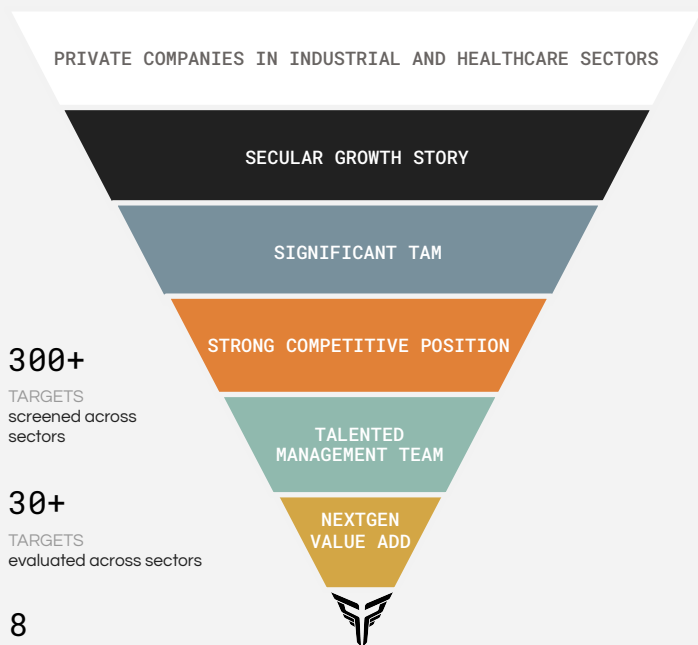 PRIVATE COMPANIES IN INDUSTRIAL AND HEALTHCARE SECTORS
SECULAR GROWTH STORY
SIGNIFICANT TAM
STRONG COMPETITIVE POSITION
300+
TARGETS
screened across
sectors
TALENTED
MANAGEMENT TEAM
30+
TARGETS
evaluated across sectors
NEXTGEN
VALUE ADD
8